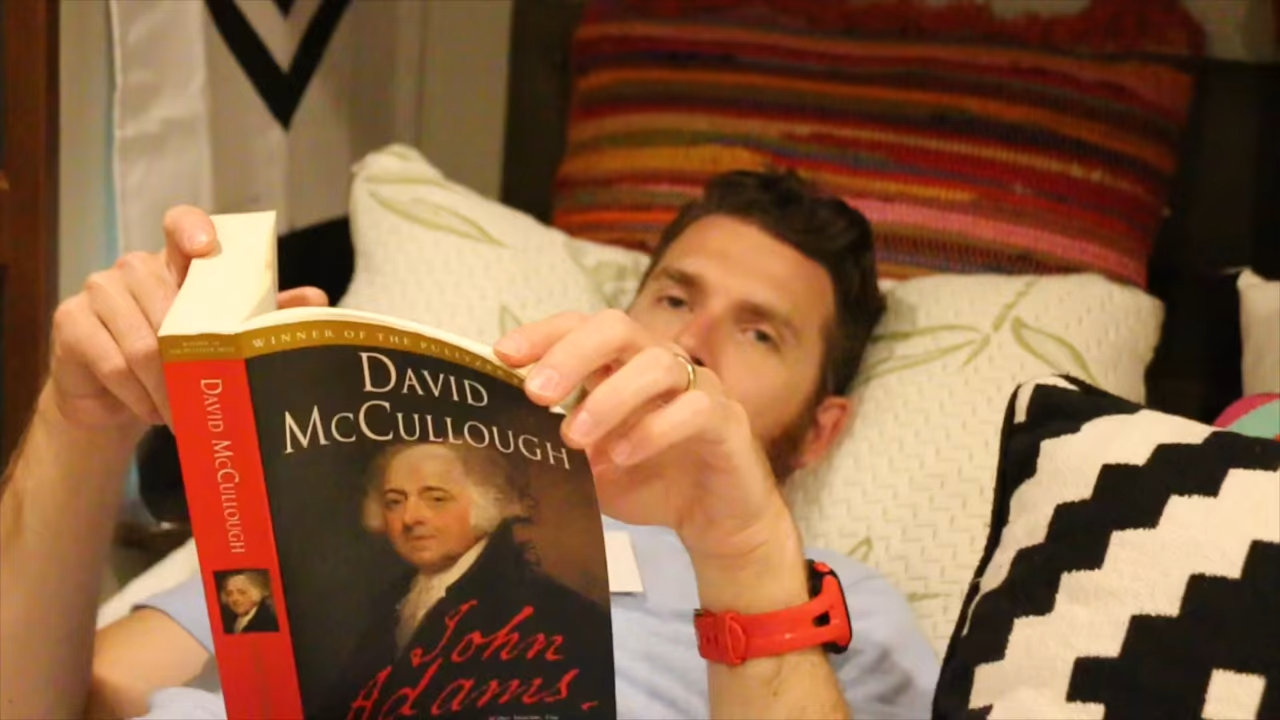 WINNER OF THE PULITZER
DAVID
MCCULLOUGH
John
Adams
DAVID MCCULLOUGH